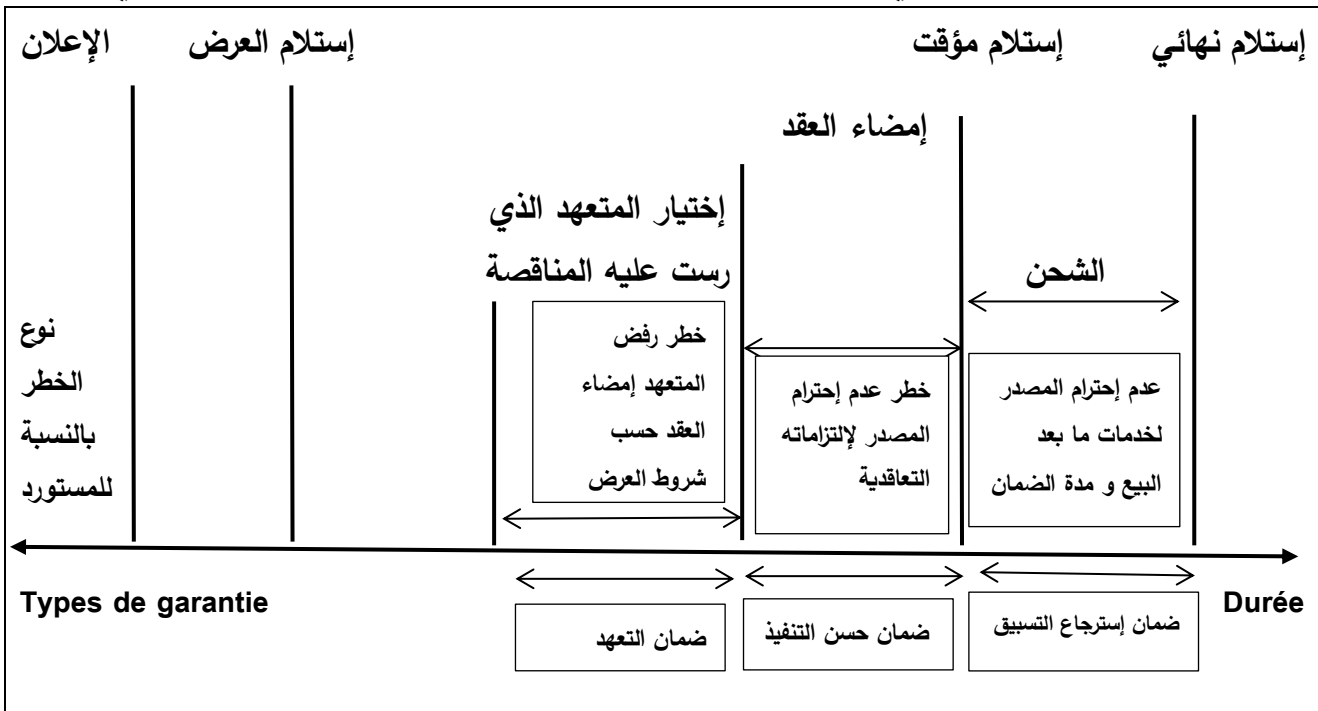 الإعلان
إستلام العرض
إستلام مؤقت
إستلام نهائي
إمضاء العقد
إختيار المتعهد الذي
رست عليه المناقصة
الشحن
نوع
الخطر
بالنسبة
للمستورد
خطر رفض
المتعهد إمضاء
العقد حسب
شروط العرض
خطر عدم إحترام
المصدر لإلتزاماته
التعاقدية
عدم إحترام المصدر
لخدمات ما بعد
البيع و مدة الضمان
Types de garantie
Durée
ضمان التعهد
ضمان حسن التنفيذ
ضمان إسترجاع التسبيق